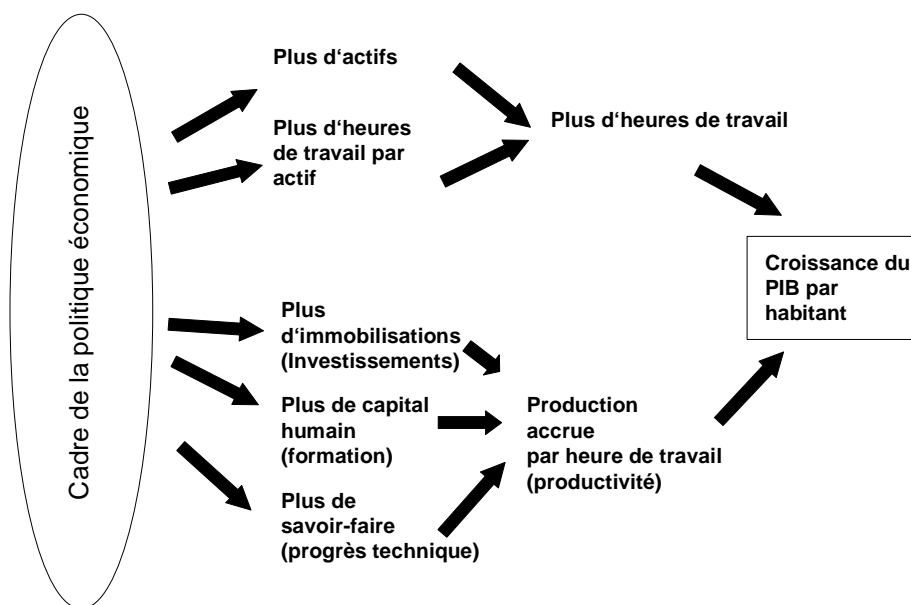 Cadre de la politique économique
Plus d‘actifs
Plus d‘heures
de travail par
actif
Plus d‘heures de travail
Croissance du
PIB par
habitant
Plus
d‘immobilisations
(Investissements)
Plus de capital
humain
(formation)
Plus de
savoir-faire
(progrès technique)
Production
accrue
par heure de travail
(productivité)